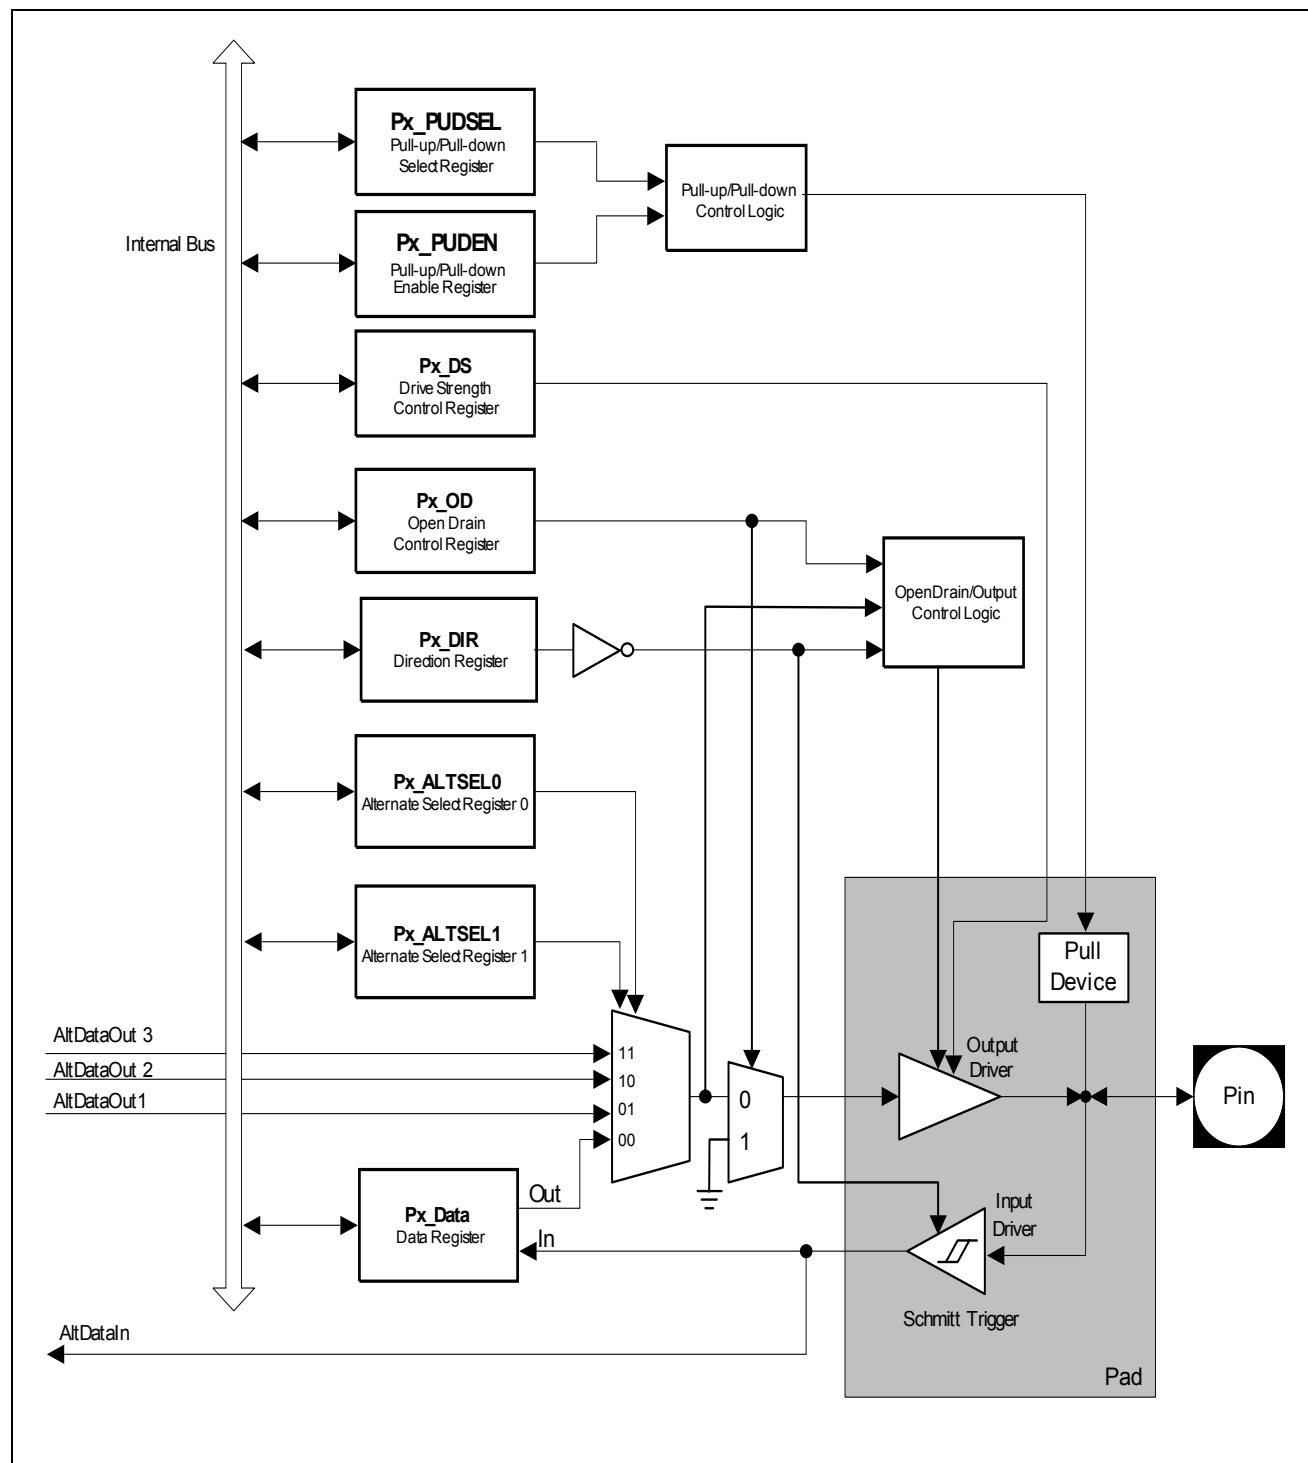 Px_PUDSEL
Pull-up/Pull-down
Select Register
Pull-up/Pull-down
Control Logic
Internal Bus
Px_PUDEN
Pull-up/Pull-down
Enable Register
Px_DS
Drive Strength
Control Register
Px_OD
Open Drain
Control Register
OpenDrain/Output
Control Logic
Px_DIR
Direction Register
Px_ALTSEL0
Alternate Select Register 0
Px_ALTSEL1
Alternate Select Register 1
Pull
Device
AltDataOut 3
AltDataOut 2
AltDataOut1
11
10
01
00
0
1
Output
Driver
Pin
Out
Px_Data
Data Register
In
Input
Driver
Schmitt Trigger
AltDataIn
Pad